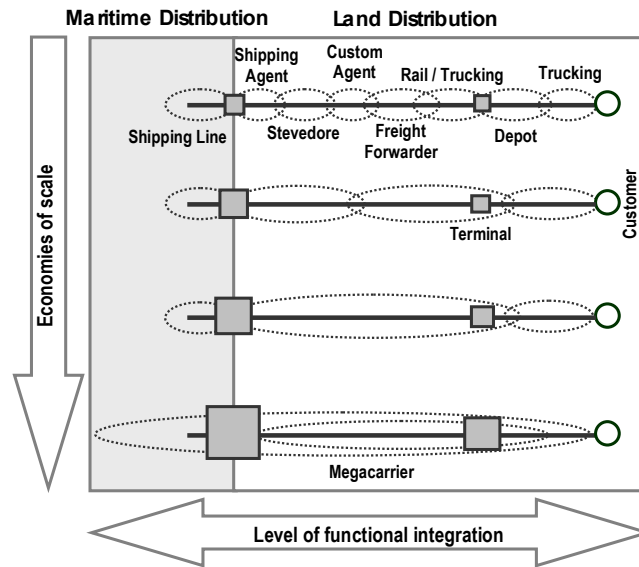 Maritime Distribution
Land Distribution
Shipping
Agent
Custom
Agent
Rail / Trucking
Trucking
Shipping Line
Stevedore
Freight
Forwarder
Depot
Customer
Terminal
Economies of scale
Megacarrier
Level of functional integration